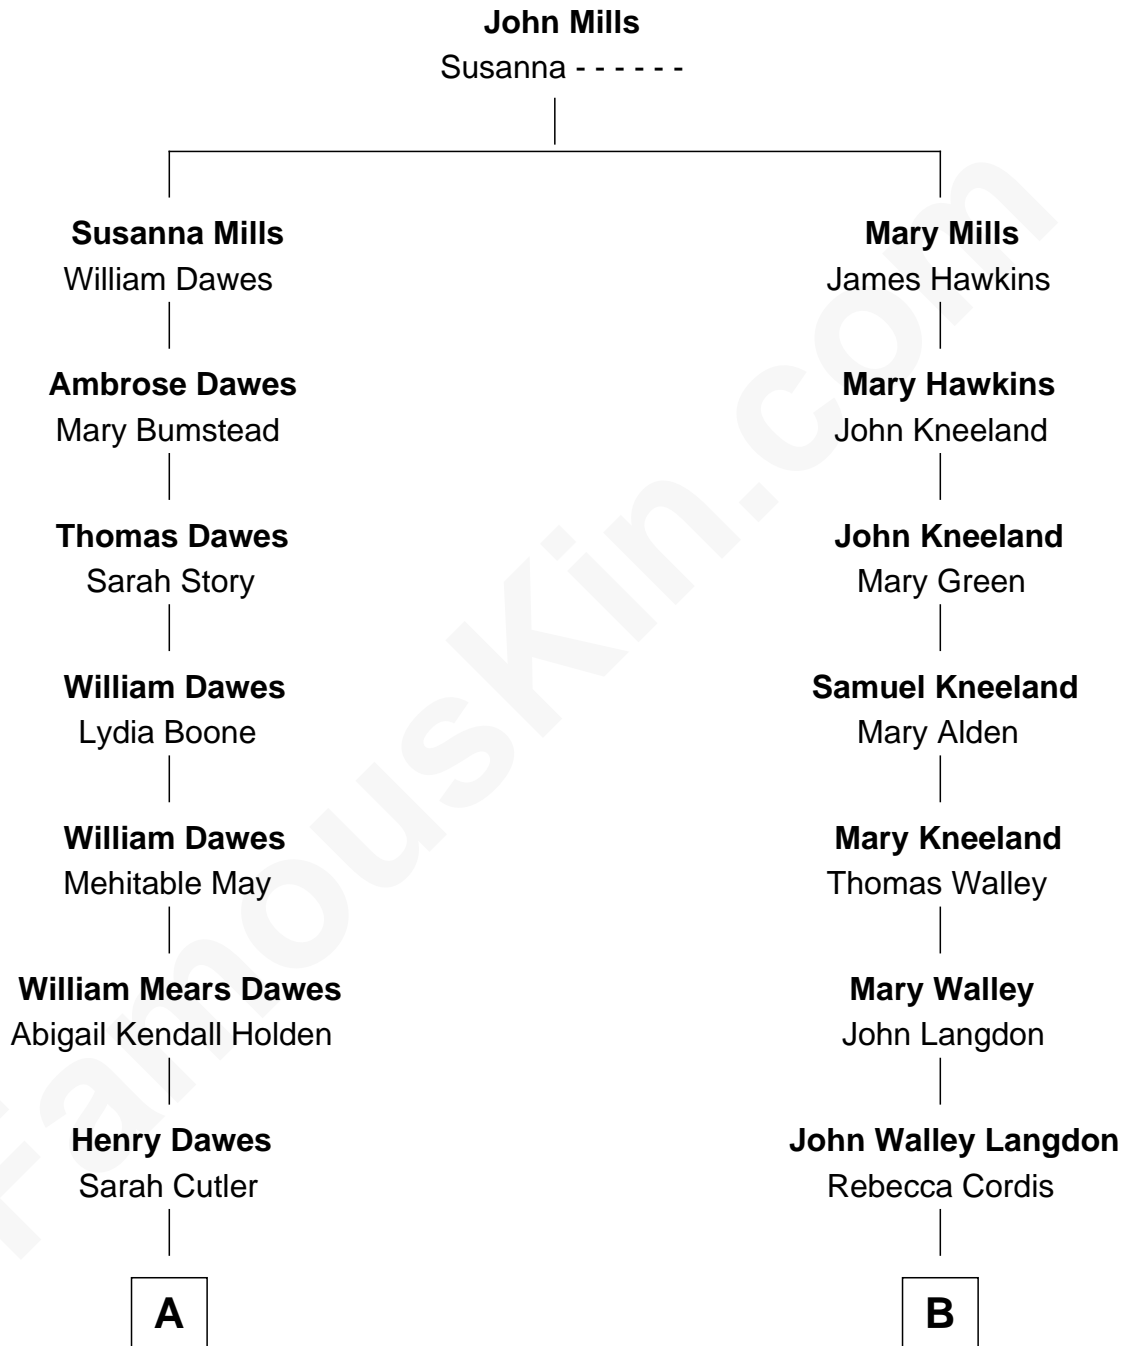 John Mills
Susanna - - - - - -
Susanna Mills
William Dawes
Mary Mills
James Hawkins
Ambrose Dawes
Mary Bumstead
Mary Hawkins
John Kneeland
Thomas Dawes
Sarah Story
John Kneeland
Mary Green
William Dawes
Lydia Boone
Samuel Kneeland
Mary Alden
William Dawes
Mehitable May
Mary Kneeland
Thomas Walley
William Mears Dawes
Abigail Kendall Holden
Mary Walley
John Langdon
Henry Dawes
Sarah Cutler
John Walley Langdon
Rebecca Cordis
A
B
FamousKin.com